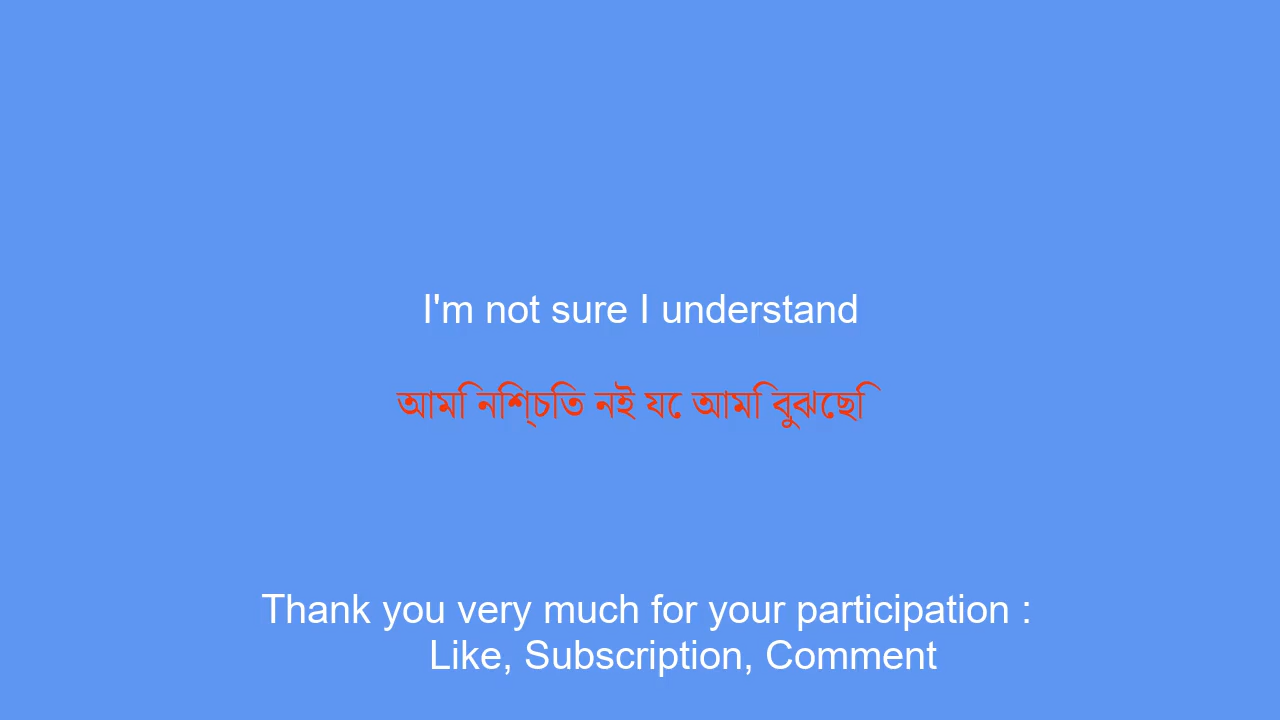 I'm not sure I understand
আমি নিশ্চিত নই যে আমি বুঝেছি
Thank you very much for your participation :
Like, Subscription, Comment